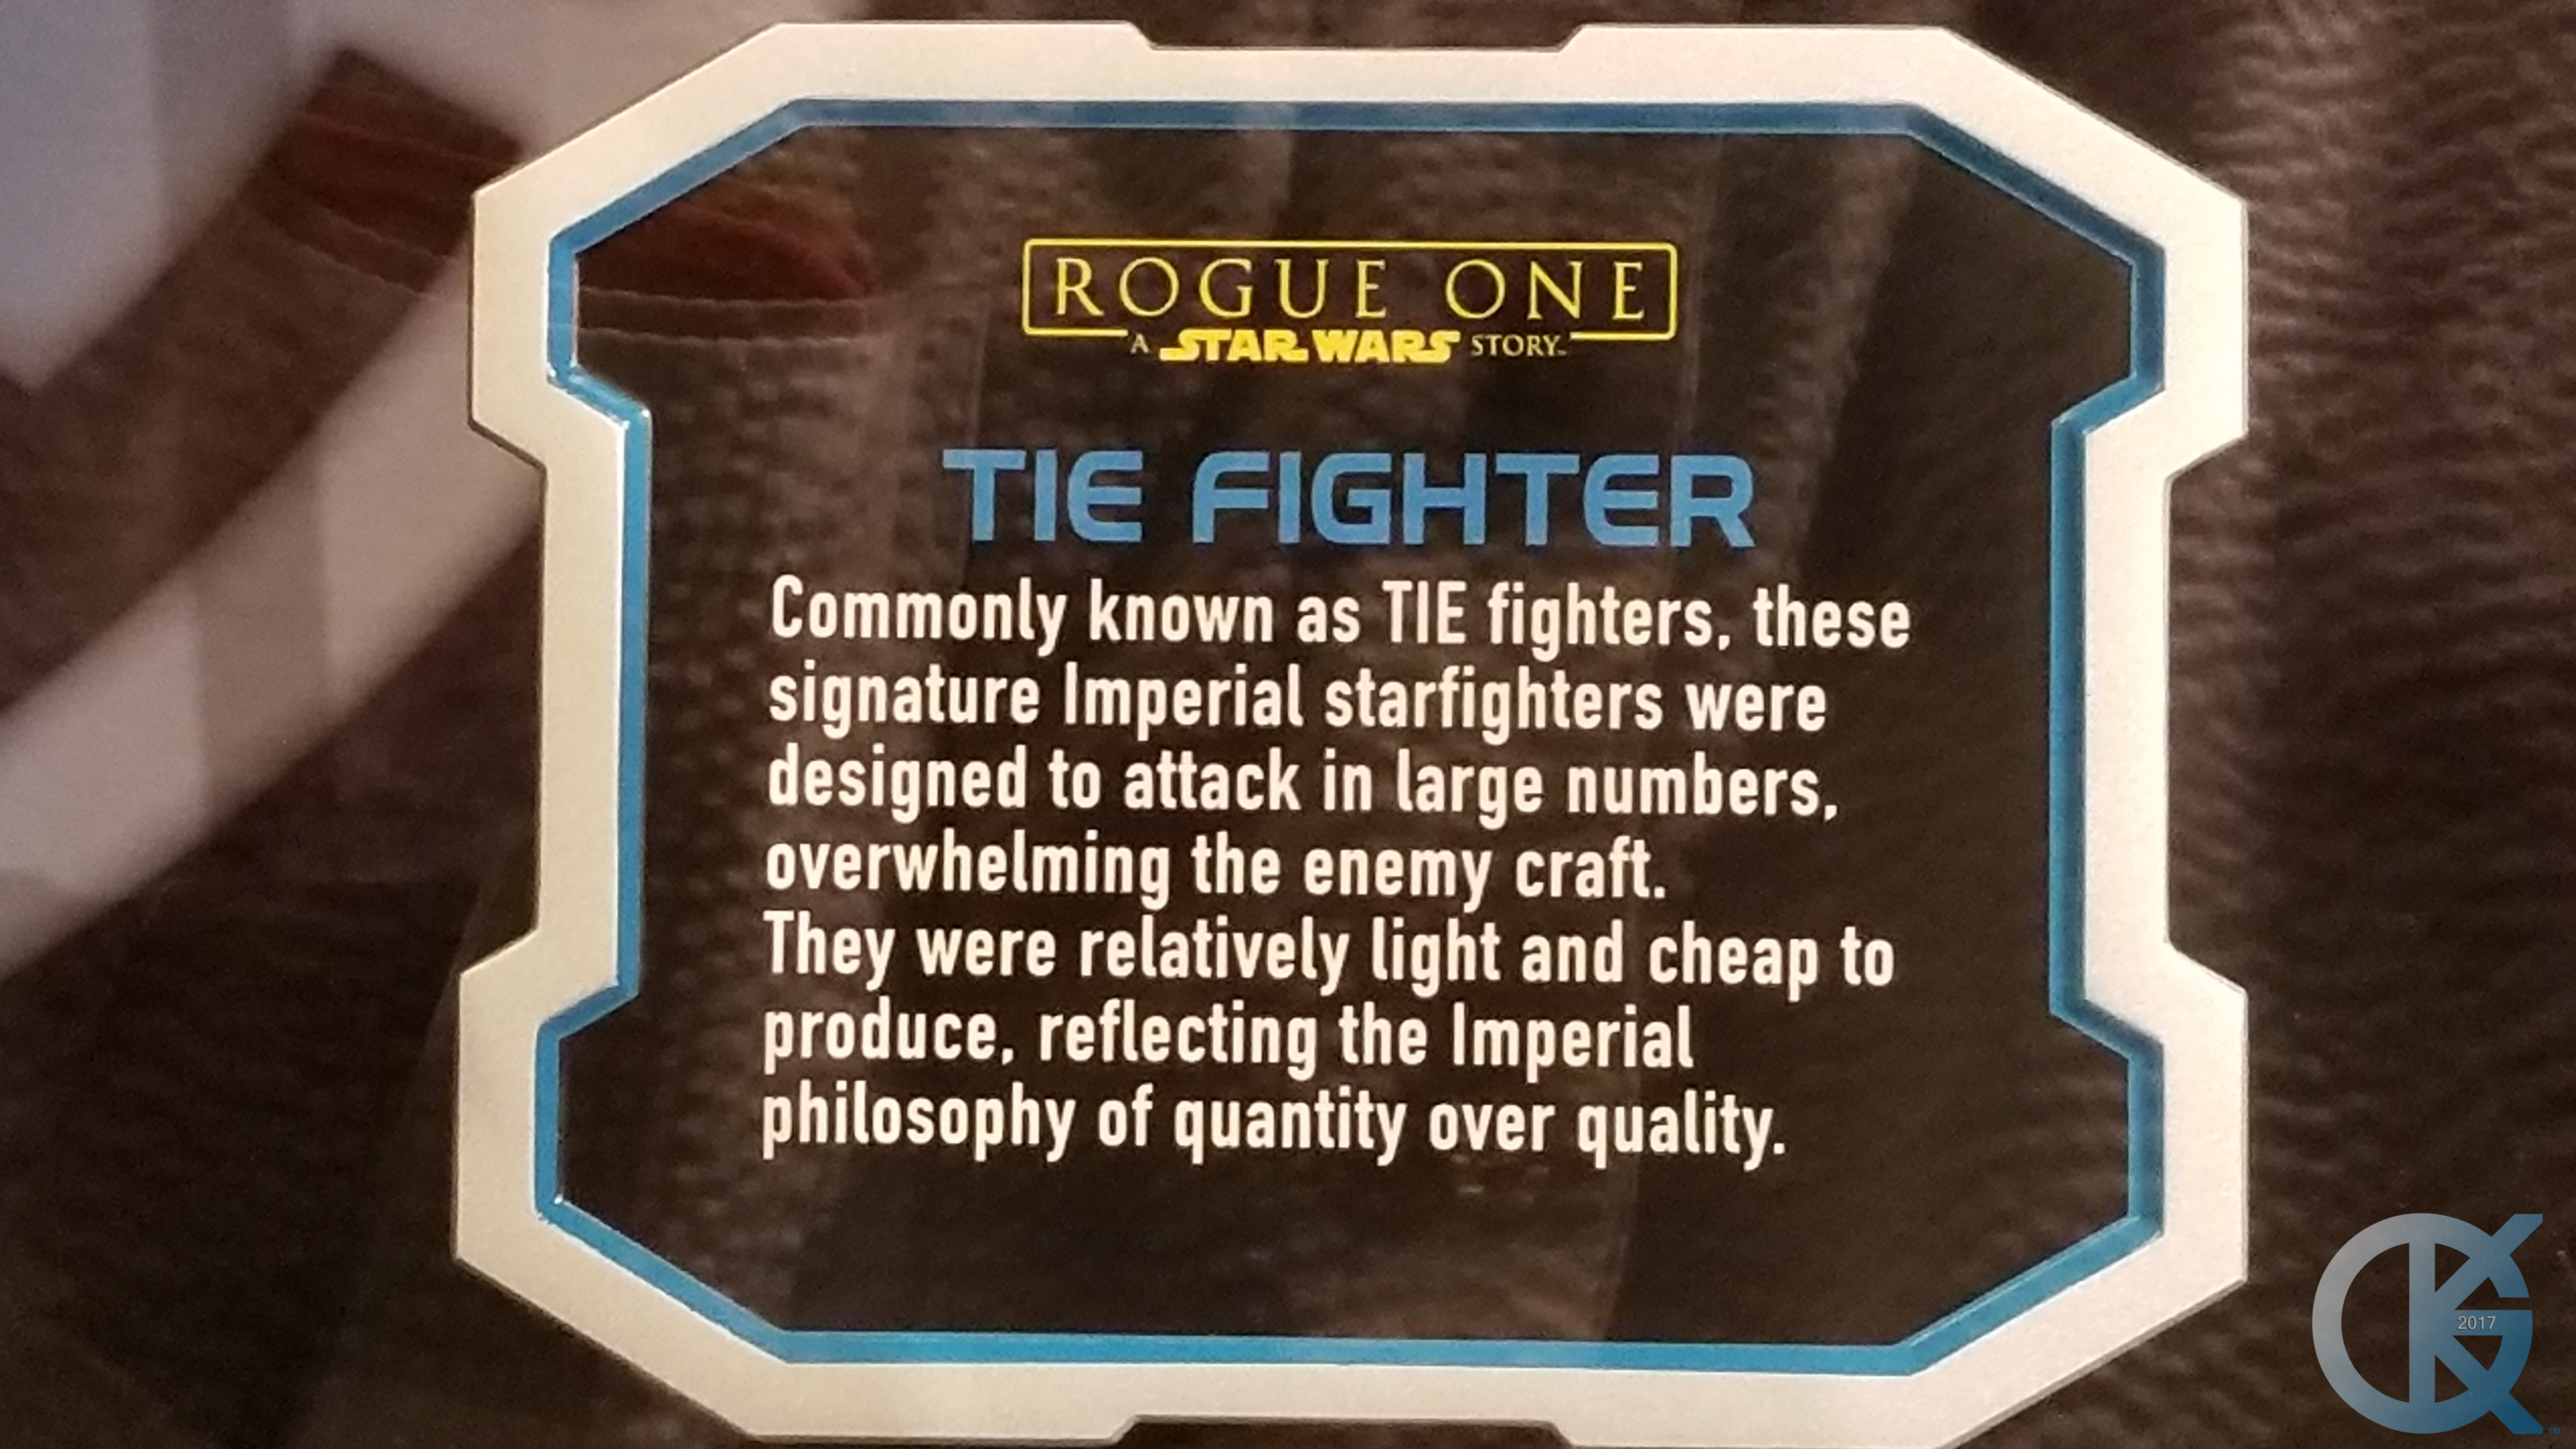 ROGUE ONE
A STAR WARS STORY™
TIE FIGHTER
Commonly known as TIE fighters, these
signature Imperial starfighters were
designed to attack in large numbers,
overwhelming the enemy craft.
They were relatively light and cheap to
produce, reflecting the Imperial
philosophy of quantity over quality.
2017